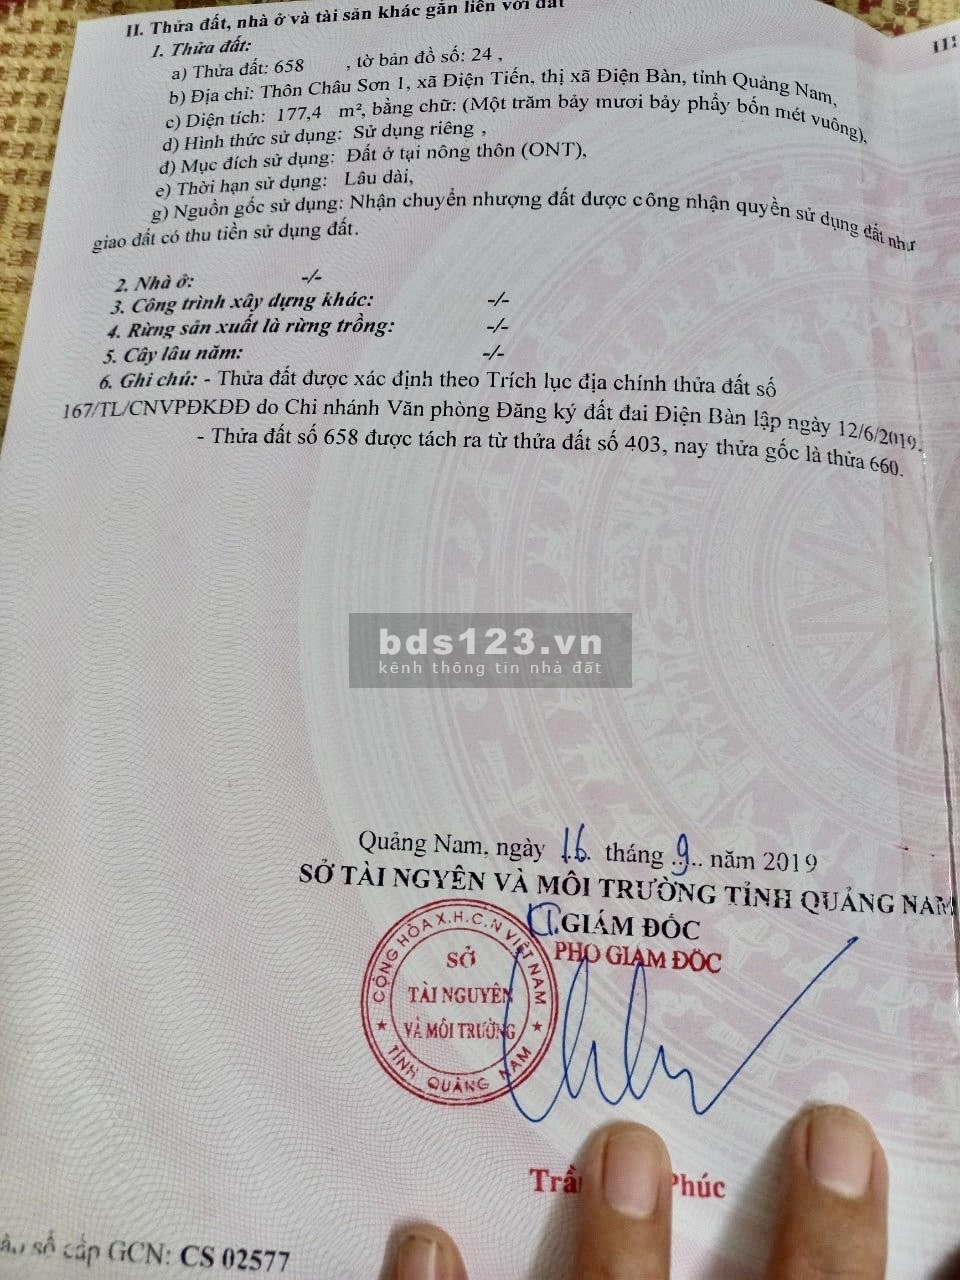 II. Thửa đất, nhà ở và tài sản khác gắn liền với đất
III
1. Thửa đất:
a) Thửa đất: 658 , tờ bản đồ số: 24 ,
b) Địa chỉ: Thôn Châu Sơn 1, xã Điện Tiến, thị xã Điện Bàn, tỉnh Quảng Nam,
c) Diện tích: 177,4 m², bằng chữ: (Một trăm bảy mươi bảy phẩy bốn mét vuông),
d) Hình thức sử dụng: Sử dụng riêng ,
đ) Mục đích sử dụng: Đất ở tại nông thôn (ONT),
e) Thời hạn sử dụng: Lâu dài,
g) Nguồn gốc sử dụng: Nhận chuyển nhượng đất được công nhận quyền sử dụng đất như
giao đất có thu tiền sử dụng đất.
2. Nhà ở: -/-
3. Công trình xây dựng khác: -/-
4. Rừng sản xuất là rừng trồng: -/-
5. Cây lâu năm: -/-
6. Ghi chú: - Thửa đất được xác định theo Trích lục địa chính thửa đất số
167/TL/CNVPĐKĐĐ do Chi nhánh Văn phòng Đăng ký đất đai Điện Bàn lập ngày 12/6/2019.
- Thửa đất số 658 được tách ra từ thửa đất số 403, nay thửa gốc là thửa 660.
bds123.vn
kênh thông tin nhà đất
Quảng Nam, ngày 16 tháng 9 năm 2019
SỞ TÀI NGYÊN VÀ MÔI TRƯỜNG TỈNH QUẢNG NAM
KT.GIÁM ĐỐC
PHÓ GIÁM ĐỐC
CỘNG HÒA X.H.C.N VIỆT NAM
SỞ
TÀI NGUYÊN
VÀ MÔI TRƯỜNG
TỈNH QUẢNG NAM
Trần Phúc
số cấp GCN: CS 02577